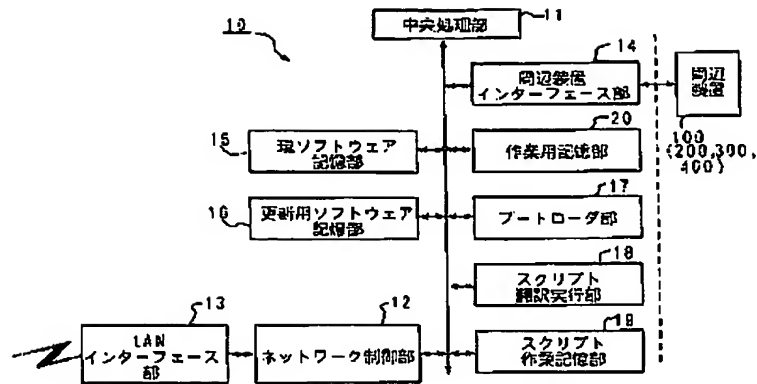 10
中央処理部
11
14
周辺装置
インターフェース部
周辺
装置
100
(200,300,
400)
15
現ソフトウェア
記憶部
20
作業用記憶部
16
更新用ソフトウェア
記憶部
17
ブートローダ部
18
スクリプト
翻訳実行部
13
LAN
インターフェース
部
12
ネットワーク制御部
19
スクリプト
作業記憶部